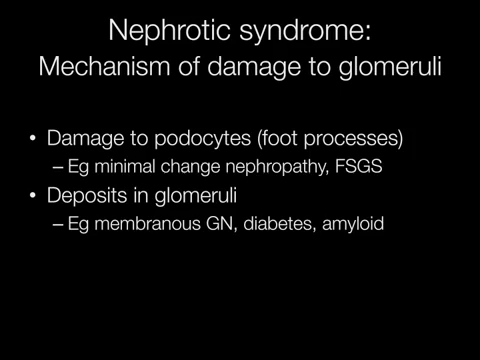 Nephrotic syndrome:
Mechanism of damage to glomeruli
• Damage to podocytes (foot processes)
– Eg minimal change nephropathy, FSGS
• Deposits in glomeruli
– Eg membranous GN, diabetes, amyloid